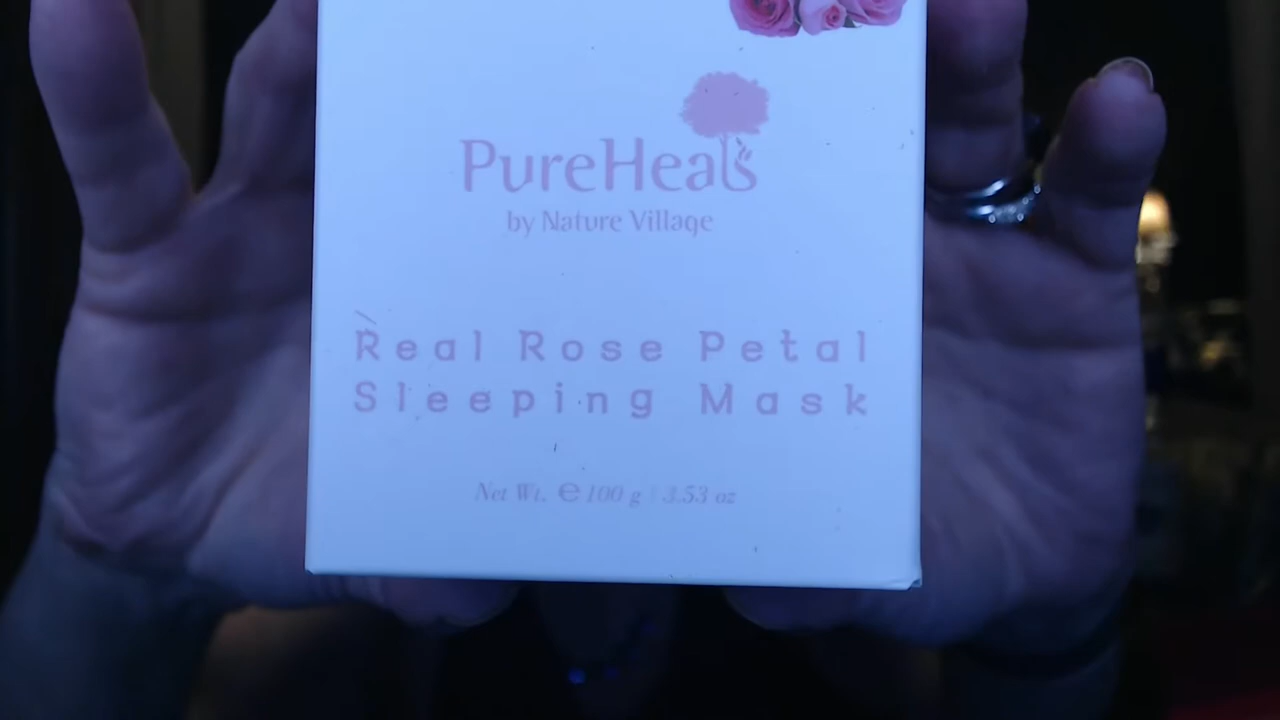 PureHeals
by Nature Village
Real Rose Petal
Sleeping Mask
Net Wt. ℮ 100 g / 3.53 oz